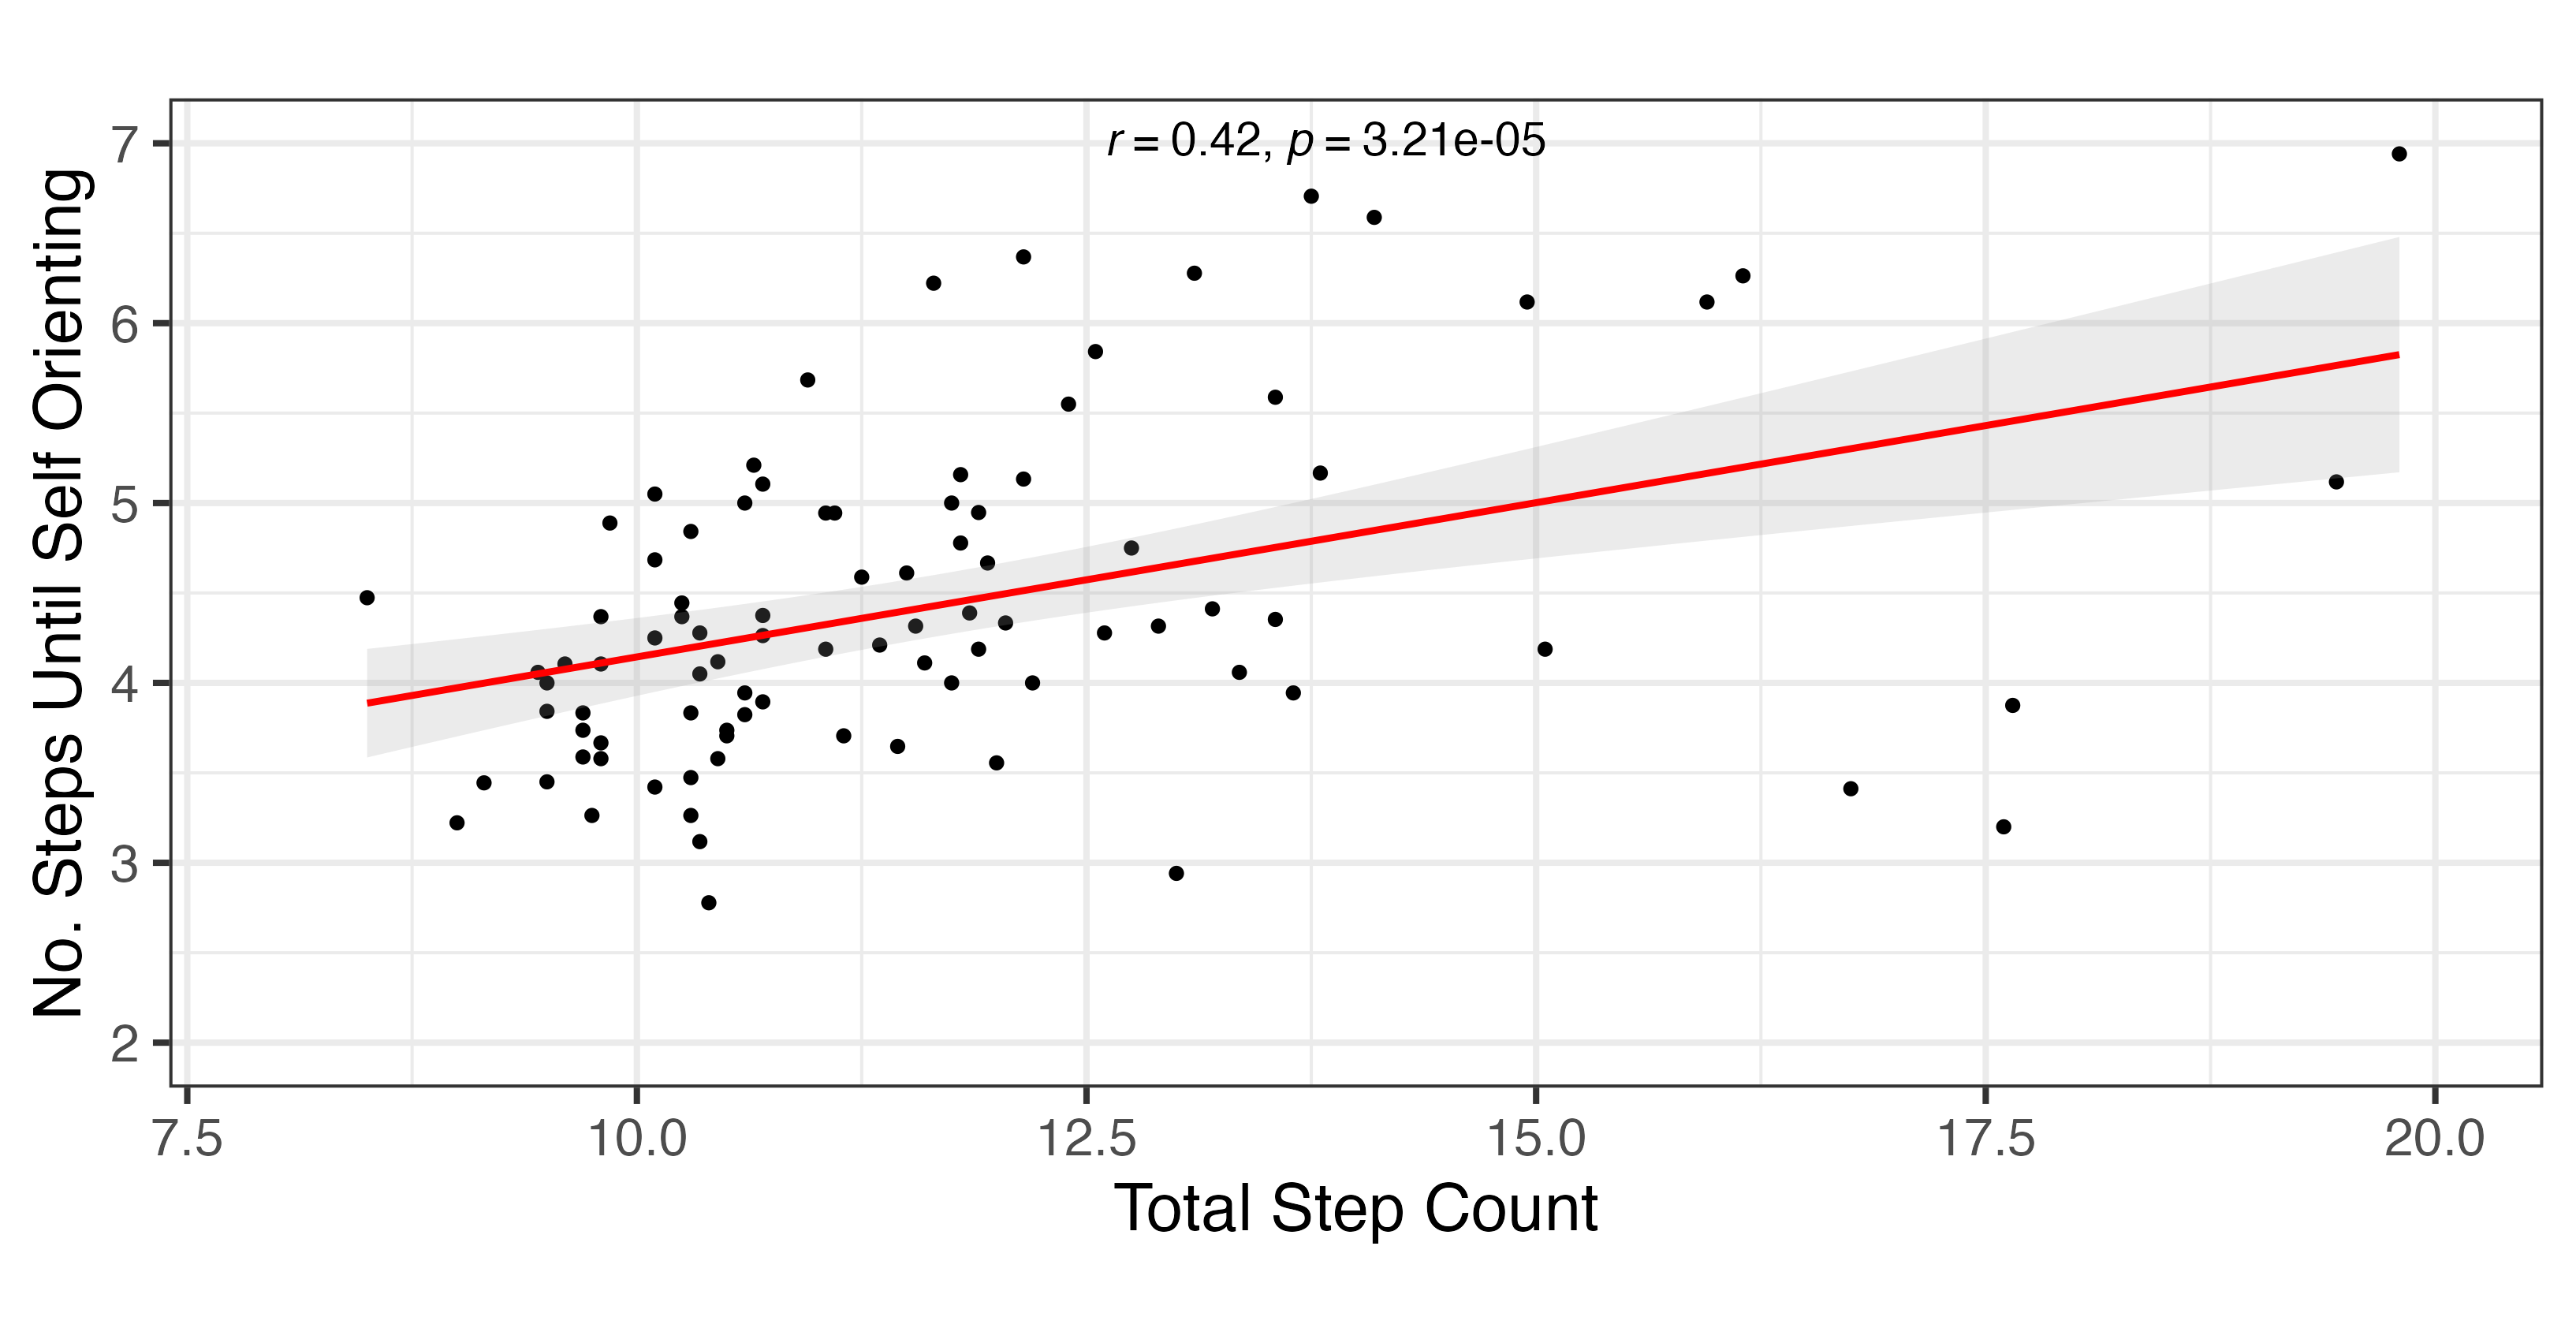 r = 0.42, p = 3.21e-05
No. Steps Until Self Orienting
7
6
5
4
3
2
7.5 10.0 12.5 15.0 17.5 20.0
Total Step Count